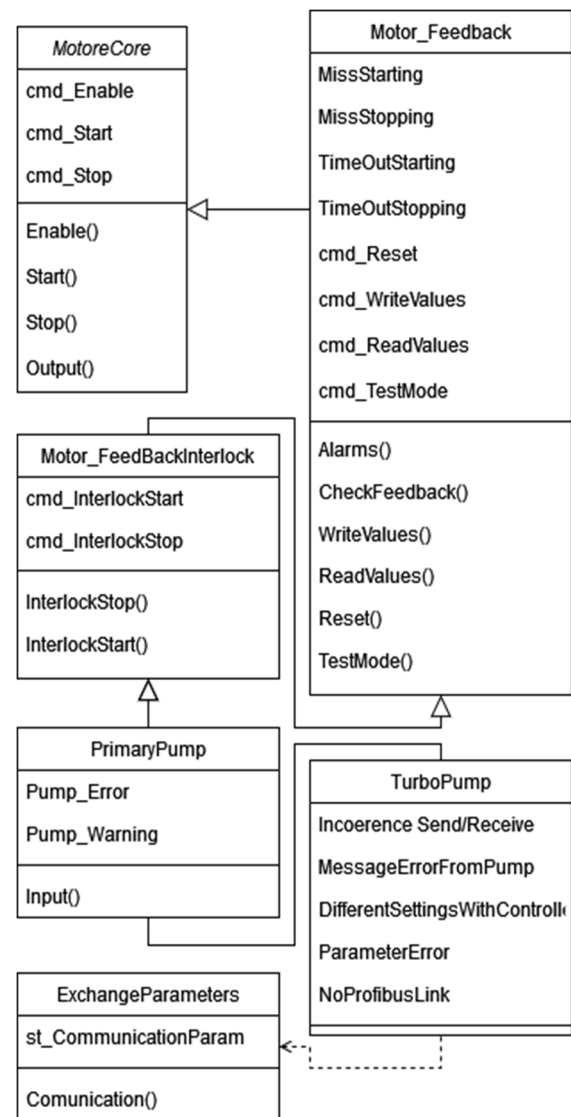 MotoreCore
cmd_Enable
cmd_Start
cmd_Stop
Enable()
Start()
Stop()
Output()
Motor_Feedback
MissStarting
MissStopping
TimeOutStarting
TimeOutStopping
cmd_Reset
cmd_WriteValues
cmd_ReadValues
cmd_TestMode
Alarms()
CheckFeedback()
WriteValues()
ReadValues()
Reset()
TestMode()
Motor_FeedBackInterlock
cmd_InterlockStart
cmd_InterlockStop
InterlockStop()
InterlockStart()
PrimaryPump
Pump_Error
Pump_Warning
Input()
TurboPump
Incoerence Send/Receive
MessageErrorFromPump
DifferentSettingsWithControlle
ParameterError
NoProfibusLink
ExchangeParameters
st_CommunicationParam
Comunication()